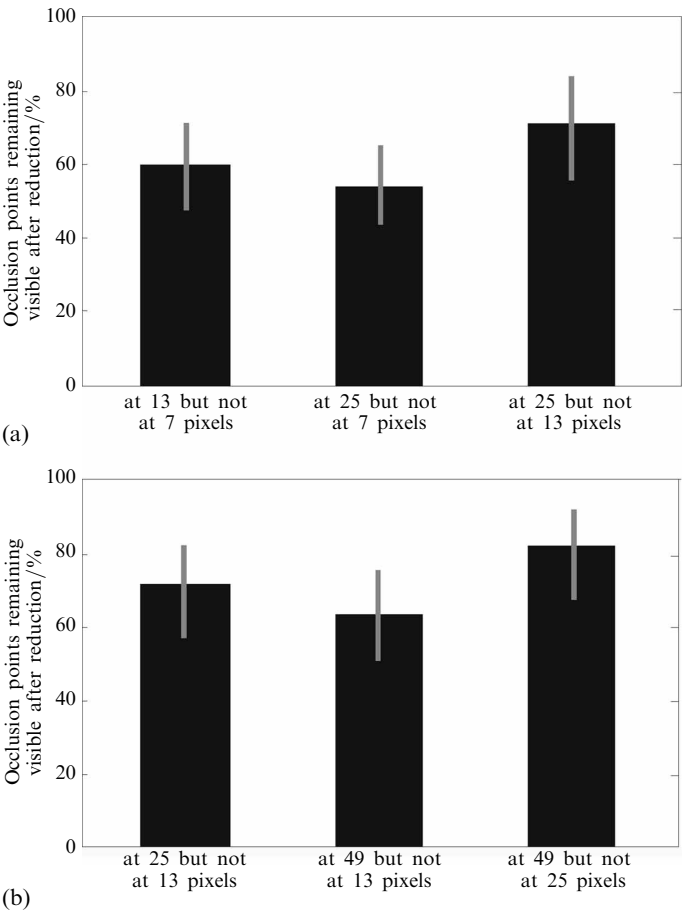 Occlusion points remaining
visible after reduction/%
100
80
60
40
20
0
at 13 but not
at 7 pixels
at 25 but not
at 7 pixels
at 25 but not
at 13 pixels
(a)
Occlusion points remaining
visible after reduction/%
100
80
60
40
20
0
at 25 but not
at 13 pixels
at 49 but not
at 13 pixels
at 49 but not
at 25 pixels
(b)